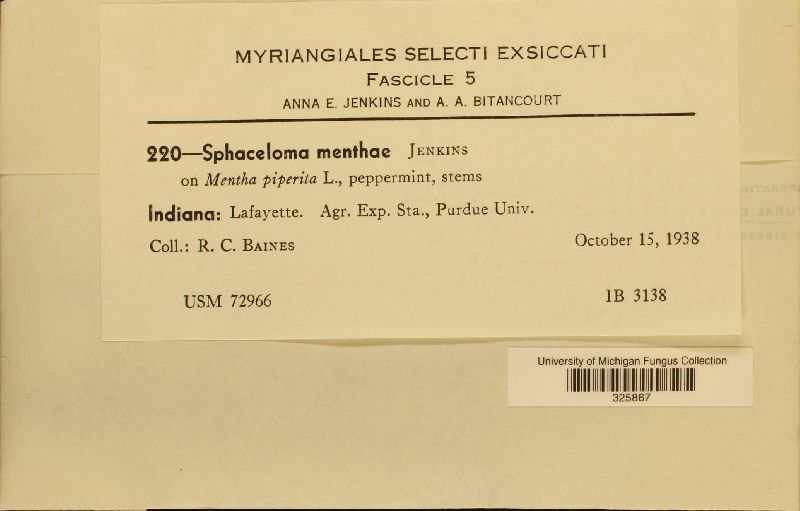 MYRIANGIALES SELECTI EXSICCATI
FASCICLE 5
ANNA E. JENKINS AND A. A. BITANCOURT
220—Sphaceloma menthae JENKINS
on Mentha piperita L., peppermint, stems
Indiana: Lafayette. Agr. Exp. Sta., Purdue Univ.
Coll.: R. C. BAINES October 15, 1938
USM 72966 IB 3138
University of Michigan Fungus Collection
325867